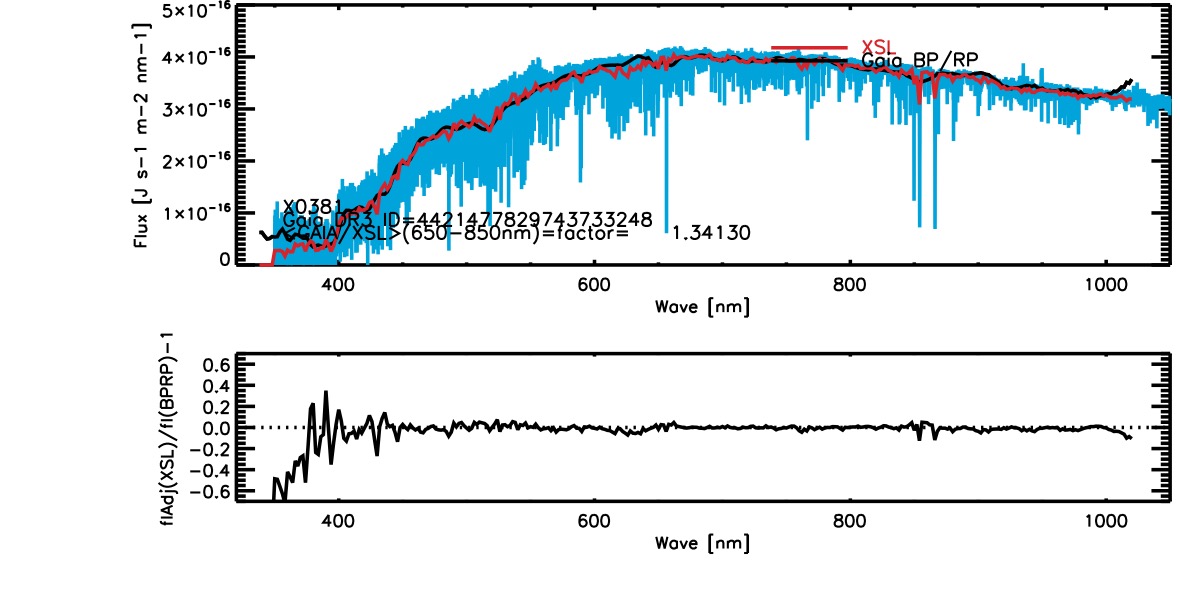 5×10⁻¹⁶
4×10⁻¹⁶
3×10⁻¹⁶
2×10⁻¹⁶
1×10⁻¹⁶
0
Flux [J s-1 m-2 nm-1]
XSL
Gaia BP/RP
X0381
Gaia DR3 ID=4421477829743733248
<GAIA/XSL>(650-850nm)=factor= 1.34130
400 600 800 1000
Wave [nm]
flAdj(XSL)/fl(BPRP)-1
0.6
0.4
0.2
0.0
-0.2
-0.4
-0.6
400 600 800 1000
Wave [nm]